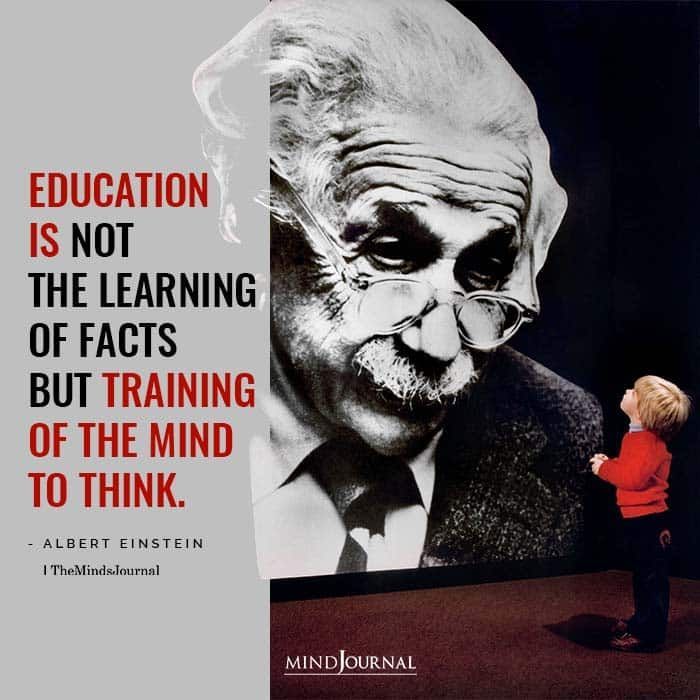 EDUCATION
IS NOT
THE LEARNING
OF FACTS
BUT TRAINING
OF THE MIND
TO THINK.
- ALBERT EINSTEIN
I TheMindsJournal
MINDJOURNAL